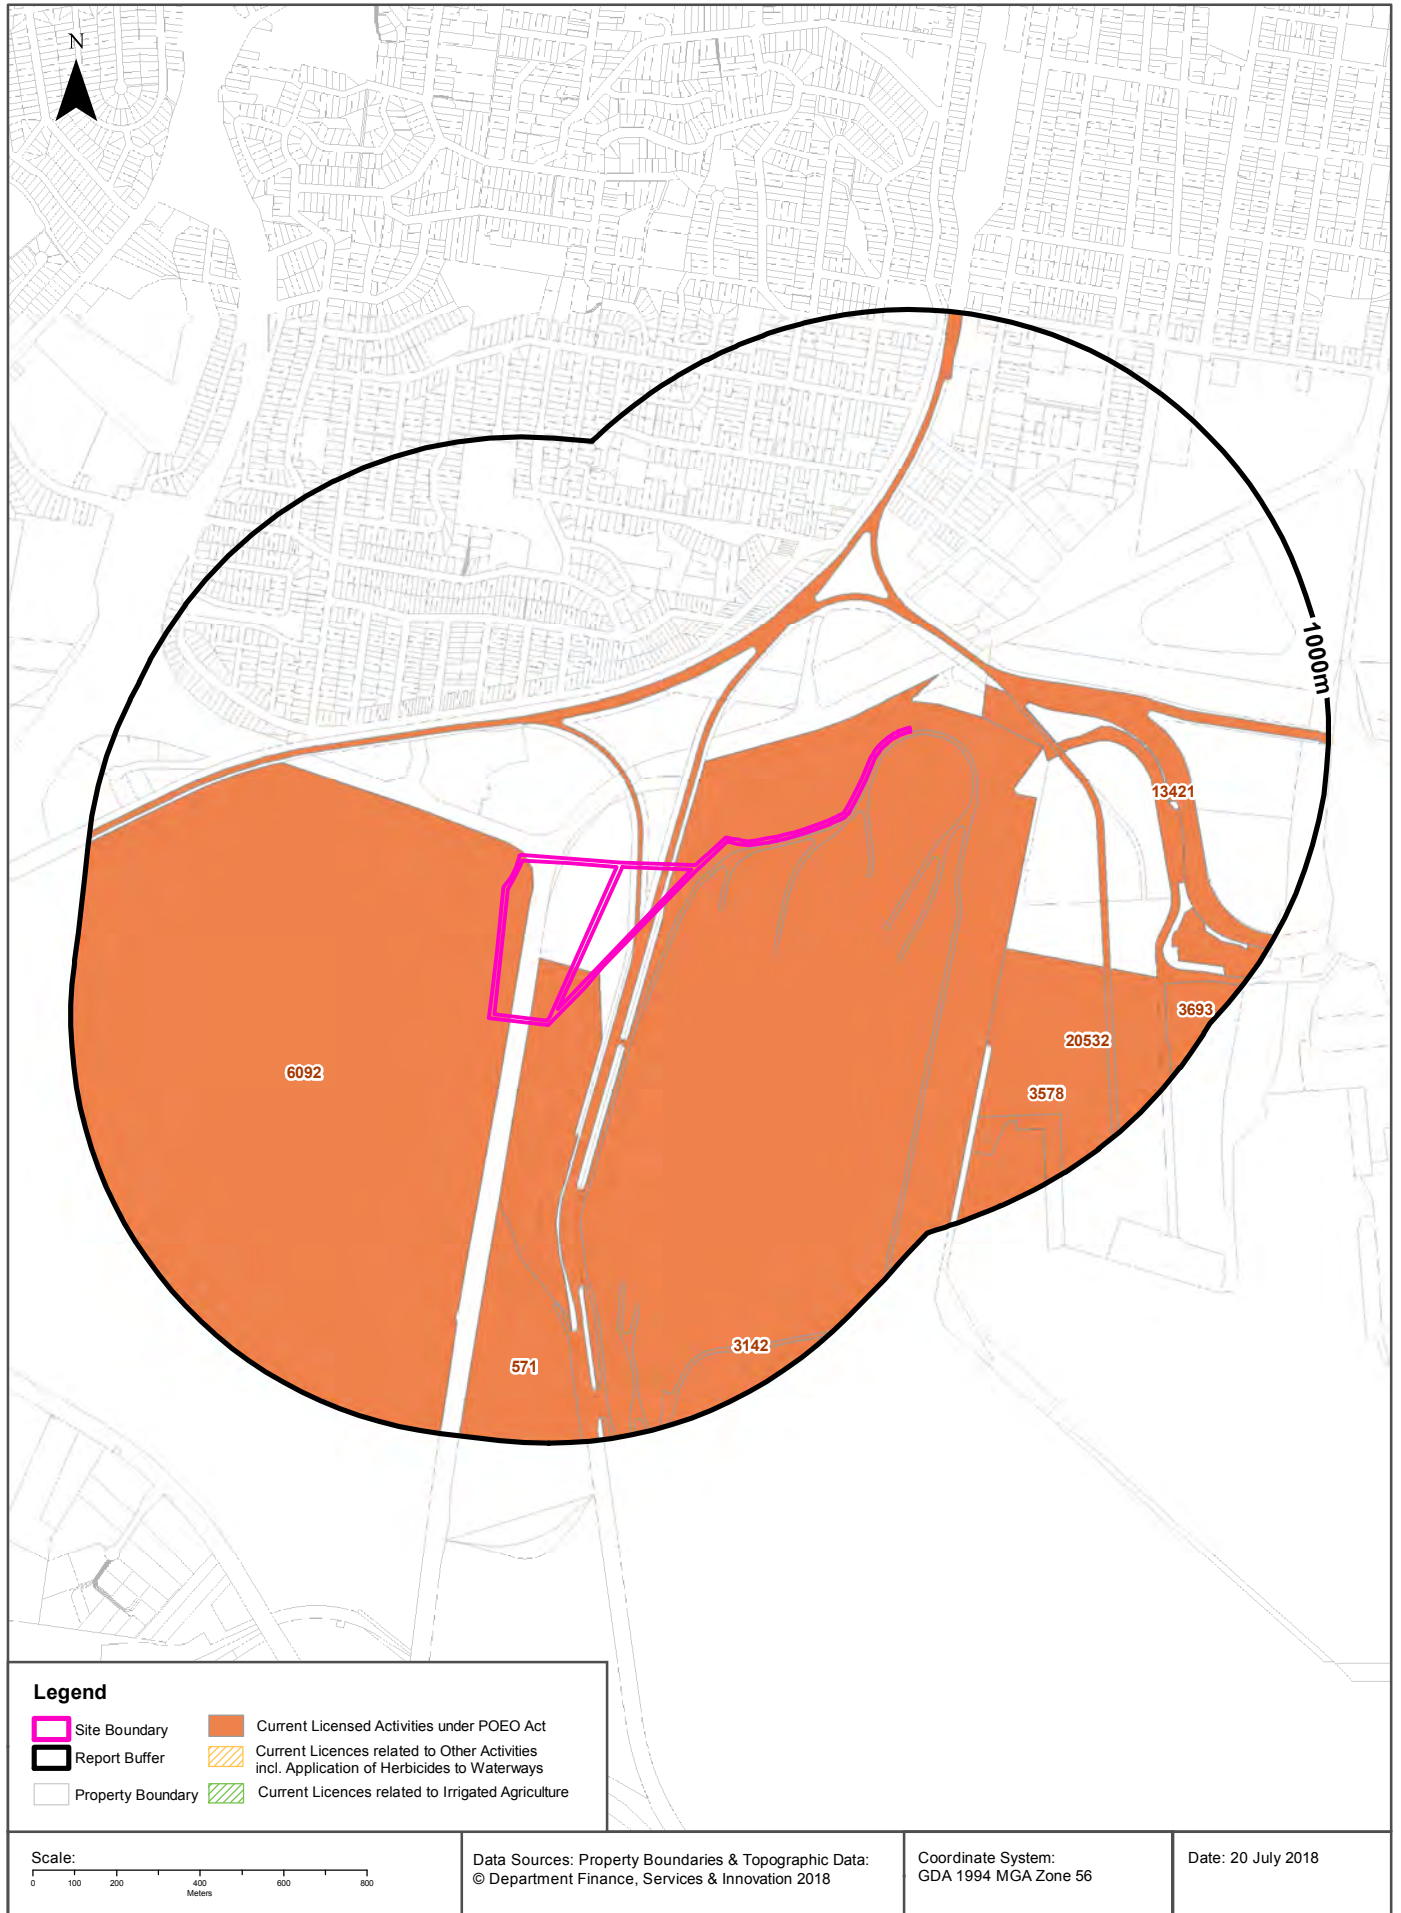 N
1000m
13421
3693
20532
3578
6092
3142
571
Legend
Site Boundary
Report Buffer
Property Boundary
Current Licensed Activities under POEO Act
Current Licences related to Other Activities
incl. Application of Herbicides to Waterways
Current Licences related to Irrigated Agriculture
Scale:
0 100 200 400 600 800
Meters
Data Sources: Property Boundaries & Topographic Data:
© Department Finance, Services & Innovation 2018
Coordinate System:
GDA 1994 MGA Zone 56
Date: 20 July 2018